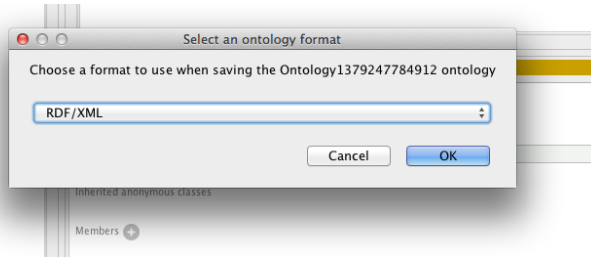 Select an ontology format
Choose a format to use when saving the Ontology1379247784912 ontology
RDF/XML
Cancel
OK
Inherited anonymous classes
Members